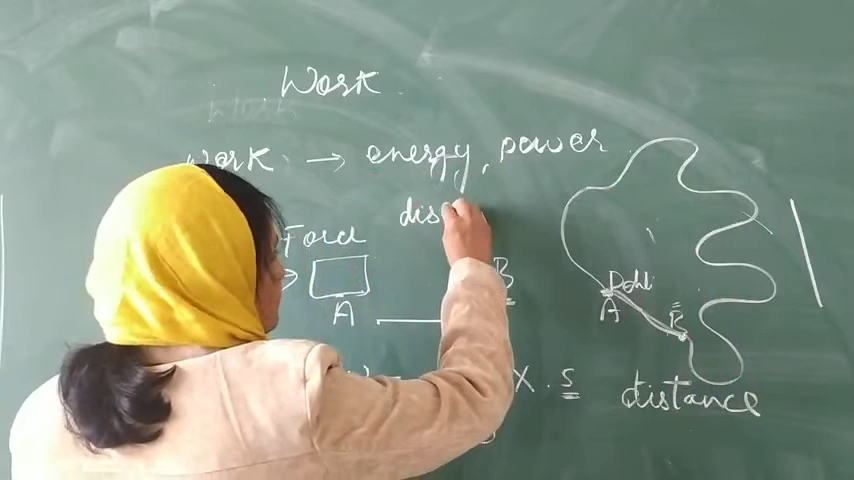 Work
work → energy, power
dis
Force
A
B
X . s
Dehli
A
B
distance